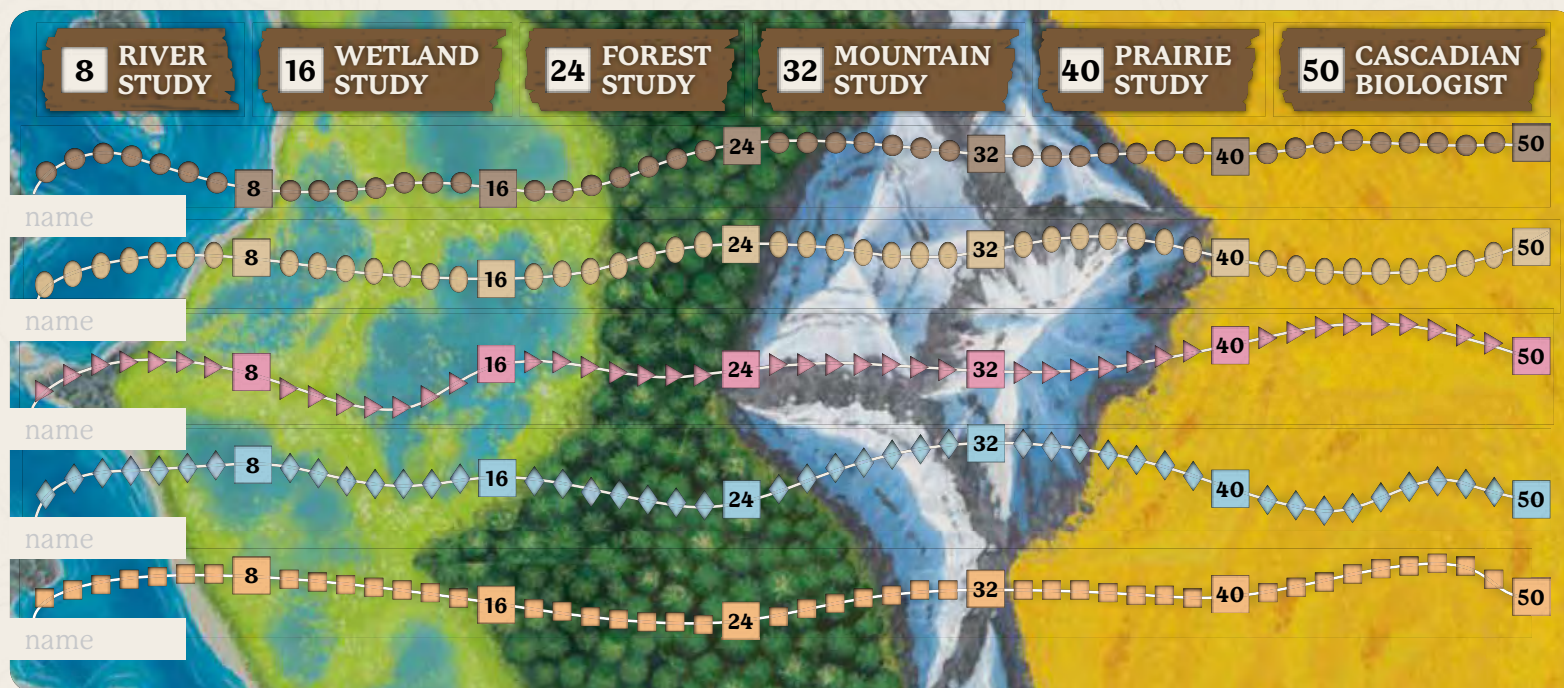 8 RIVER STUDY
16 WETLAND STUDY
24 FOREST STUDY
32 MOUNTAIN STUDY
40 PRAIRIE STUDY
50 CASCADIAN BIOLOGIST
8 16 24 32 40 50
name
8 16 24 32 40 50
name
8 16 24 32 40 50
name
8 16 24 32 40 50
name
8 16 24 32 40 50
name